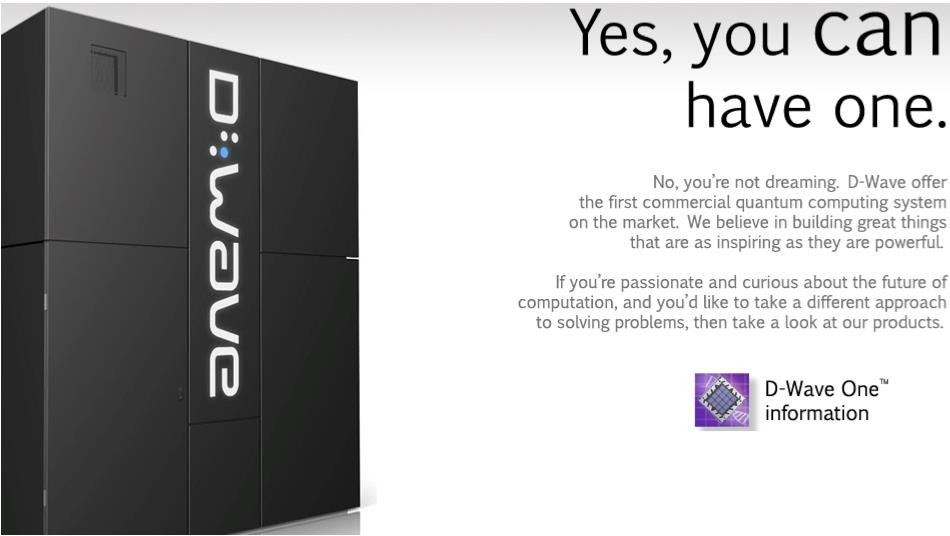 D:Wave
Yes, you can
have one.
No, you're not dreaming. D-Wave offer
the first commercial quantum computing system
on the market. We believe in building great things
that are as inspiring as they are powerful.
If you're passionate and curious about the future of
computation, and you'd like to take a different approach
to solving problems, then take a look at our products.
D-Wave One™
information